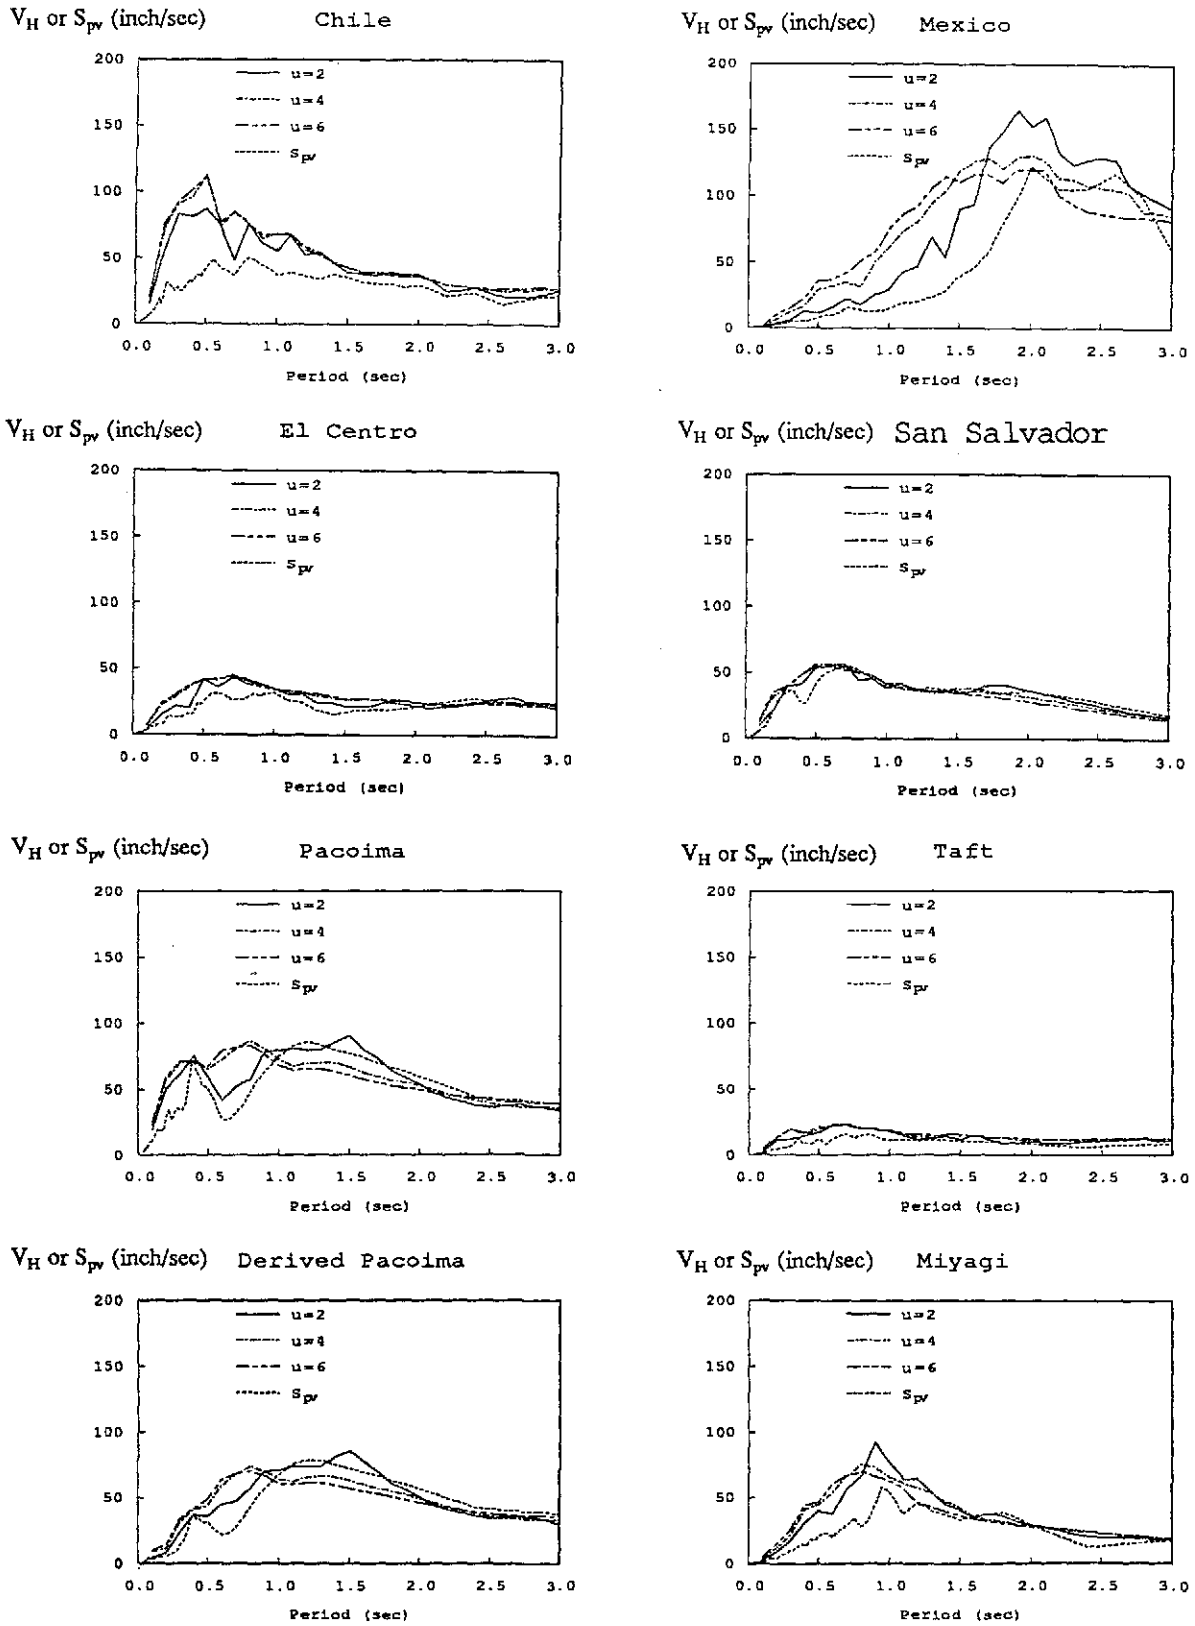 V_H or S_pv (inch/sec) Chile
200
150
100
50
0
u=2
u=4
u=6
S_pv
0.0 0.5 1.0 1.5 2.0 2.5 3.0
Period (sec)
V_H or S_pv (inch/sec) Mexico
200
150
100
50
0
u=2
u=4
u=6
S_pv
0.0 0.5 1.0 1.5 2.0 2.5 3.0
Period (sec)
V_H or S_pv (inch/sec) El Centro
200
150
100
50
0
u=2
u=4
u=6
S_pv
0.0 0.5 1.0 1.5 2.0 2.5 3.0
Period (sec)
V_H or S_pv (inch/sec) San Salvador
200
150
100
50
0
u=2
u=4
u=6
S_pv
0.0 0.5 1.0 1.5 2.0 2.5 3.0
Period (sec)
V_H or S_pv (inch/sec) Pacoima
200
150
100
50
0
u=2
u=4
u=6
S_pv
0.0 0.5 1.0 1.5 2.0 2.5 3.0
Period (sec)
V_H or S_pv (inch/sec) Taft
200
150
100
50
0
u=2
u=4
u=6
S_pv
0.0 0.5 1.0 1.5 2.0 2.5 3.0
Period (sec)
V_H or S_pv (inch/sec) Derived Pacoima
200
150
100
50
0
u=2
u=4
u=6
S_pv
0.0 0.5 1.0 1.5 2.0 2.5 3.0
Period (sec)
V_H or S_pv (inch/sec) Miyagi
200
150
100
50
0
u=2
u=4
u=6
S_pv
0.0 0.5 1.0 1.5 2.0 2.5 3.0
Period (sec)